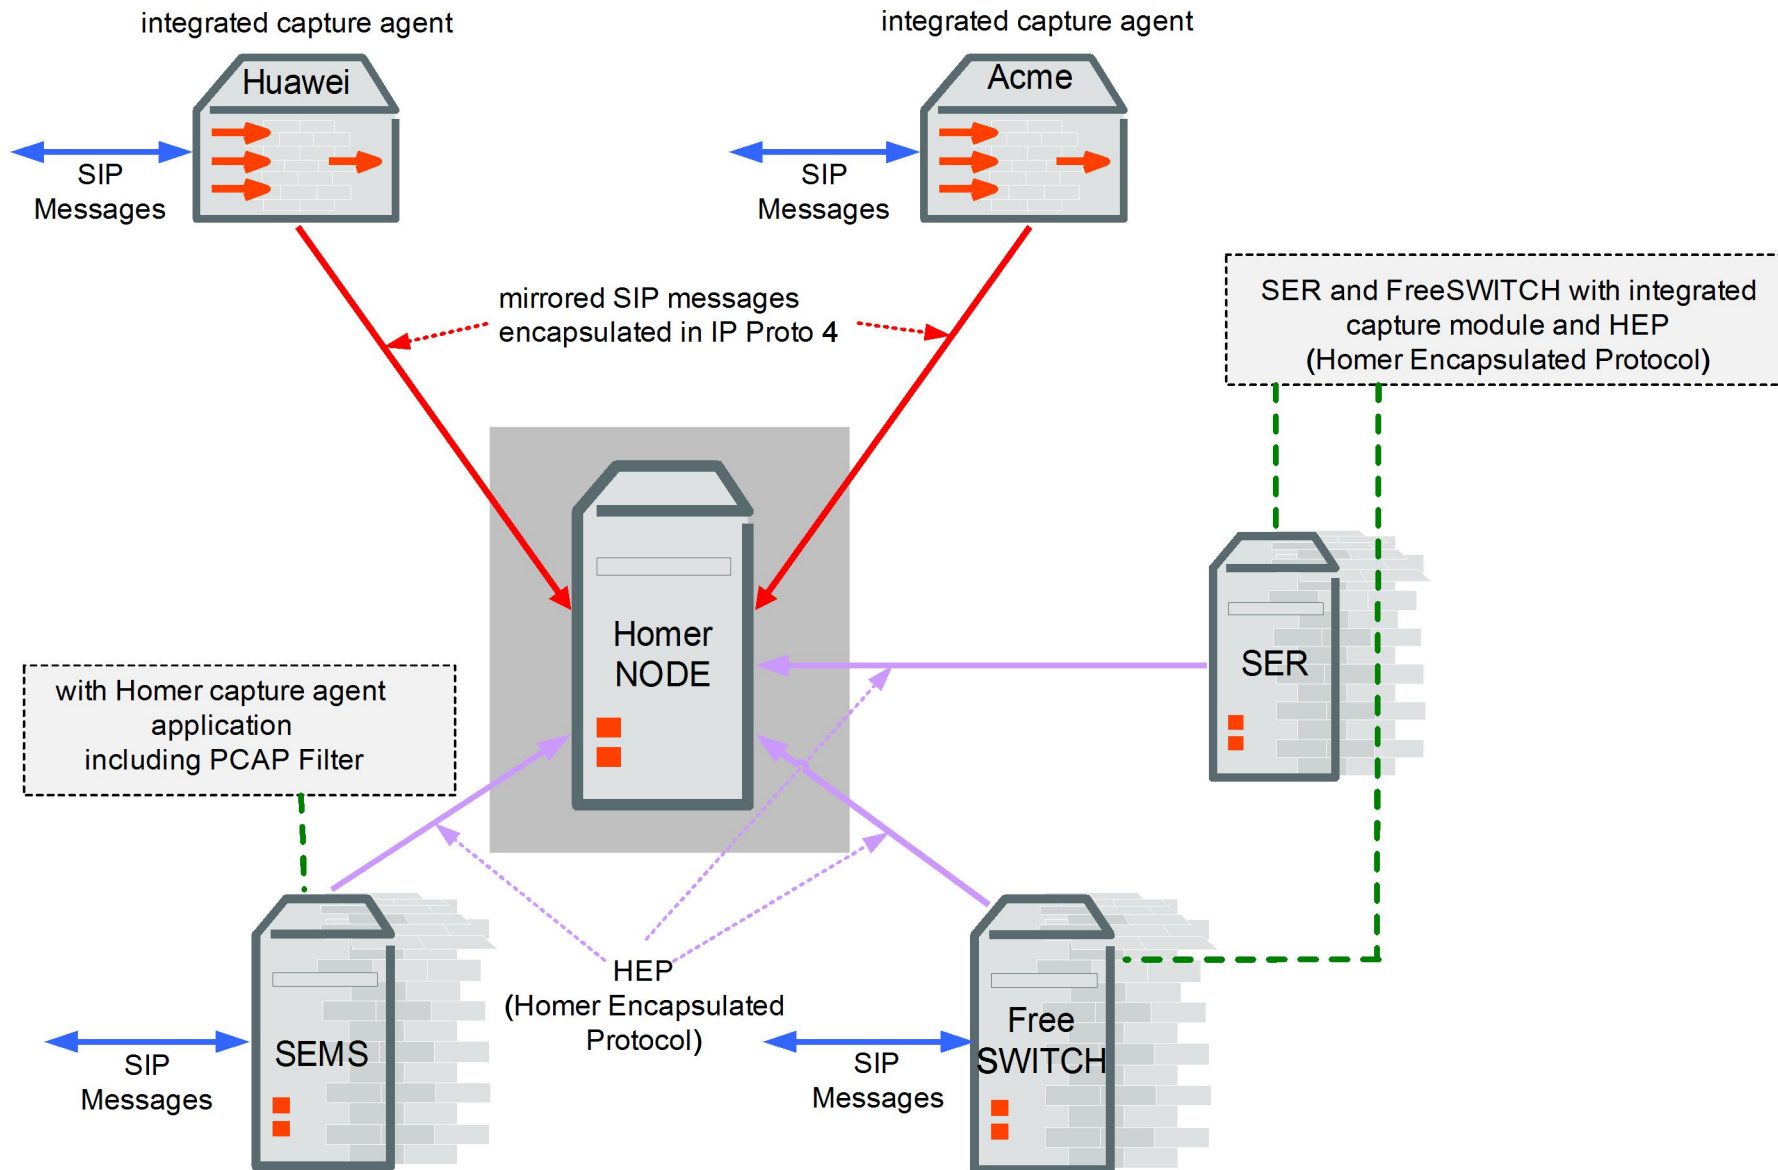 integrated capture agent
integrated capture agent
Huawei
Acme
SIP
Messages
SIP
Messages
mirrored SIP messages
encapsulated in IP Proto 4
SER and FreeSWITCH with integrated
capture module and HEP
(Homer Encapsulated Protocol)
Homer
NODE
SER
with Homer capture agent
application
including PCAP Filter
HEP
(Homer Encapsulated
Protocol)
SEMS
SIP
Messages
Free
SWITCH
SIP
Messages